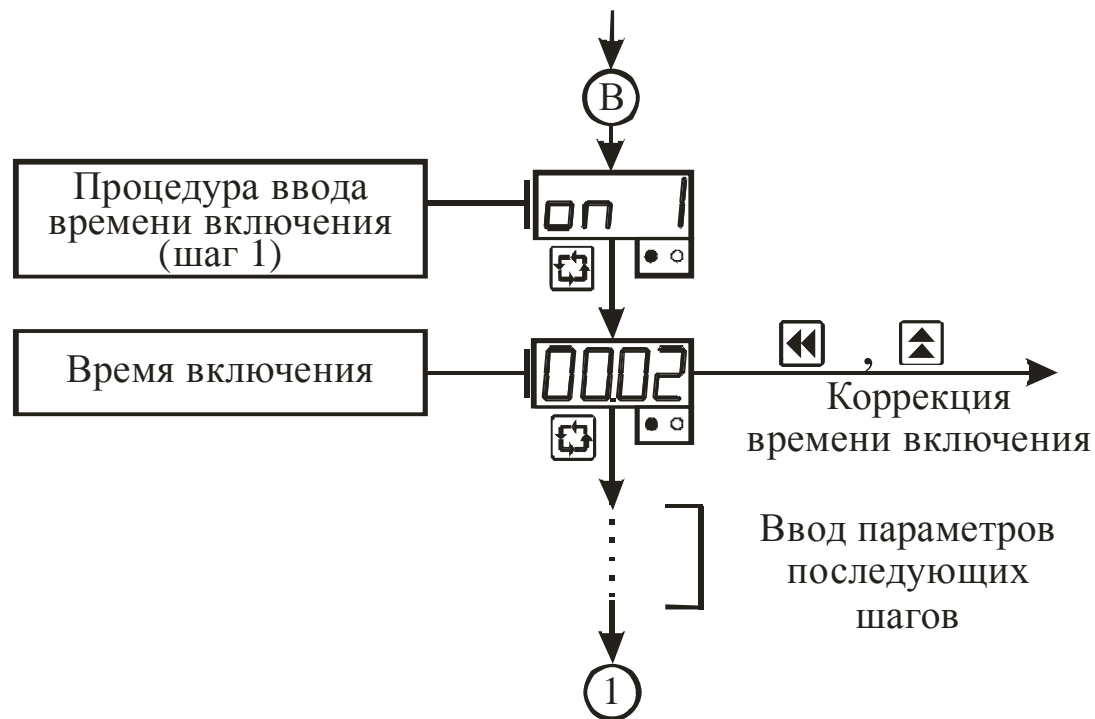 В
Процедура ввода
времени включения
(шаг 1)
on 1
Время включения
00.02
,
Коррекция
времени включения
Ввод параметров
последующих
шагов
1